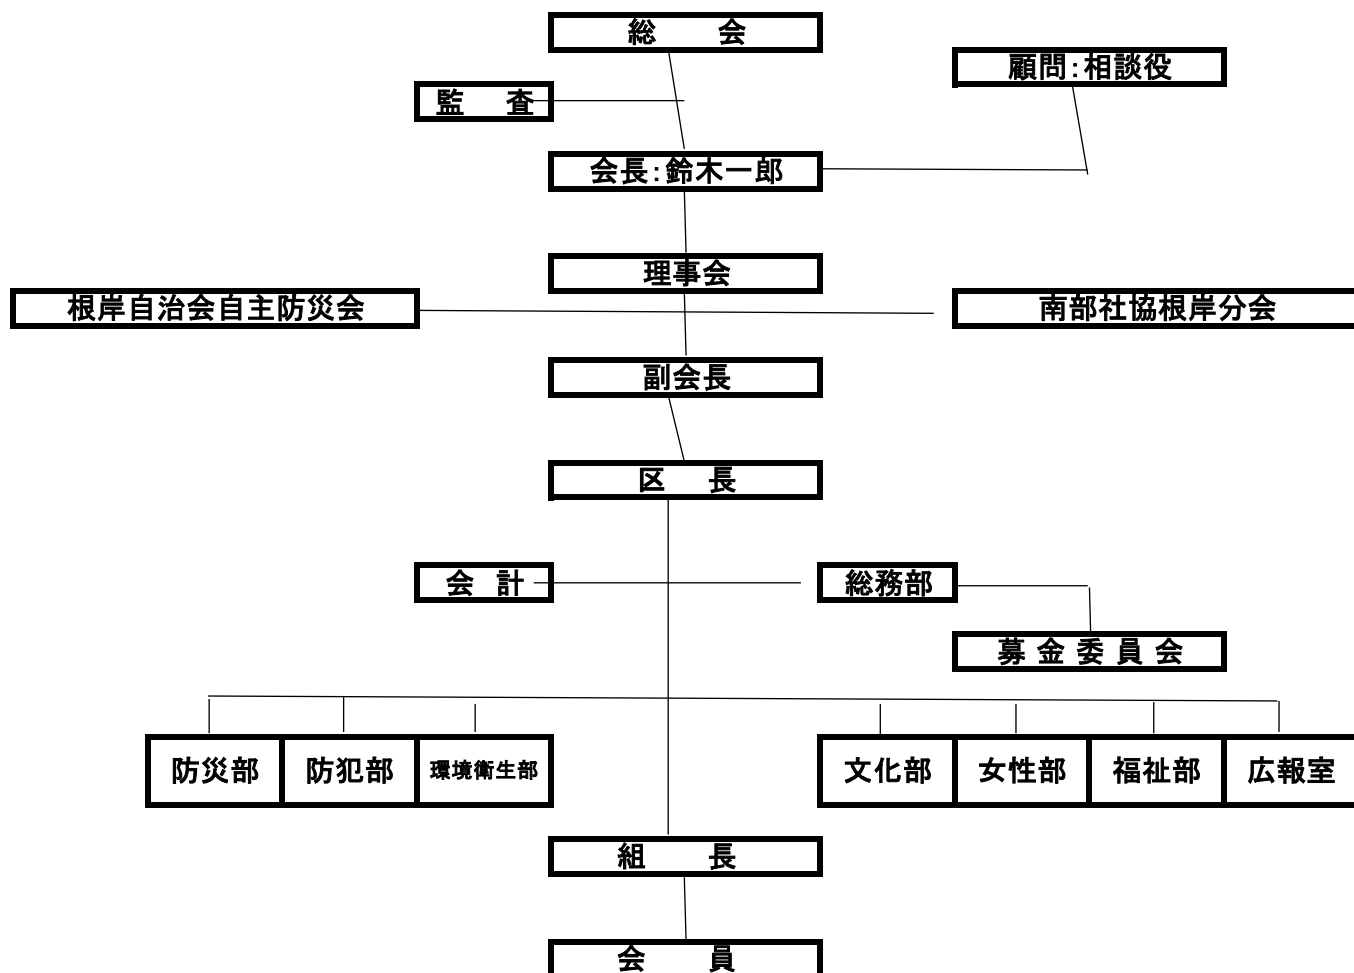 総 会
顧問:相談役
監 査
会長:鈴木一郎
理事会
根岸自治会自主防災会
南部社協根岸分会
副会長
区 長
会 計
総務部
募 金 委 員 会
防災部
防犯部
環境衛生部
文化部
女性部
福祉部
広報室
組 長
会 員